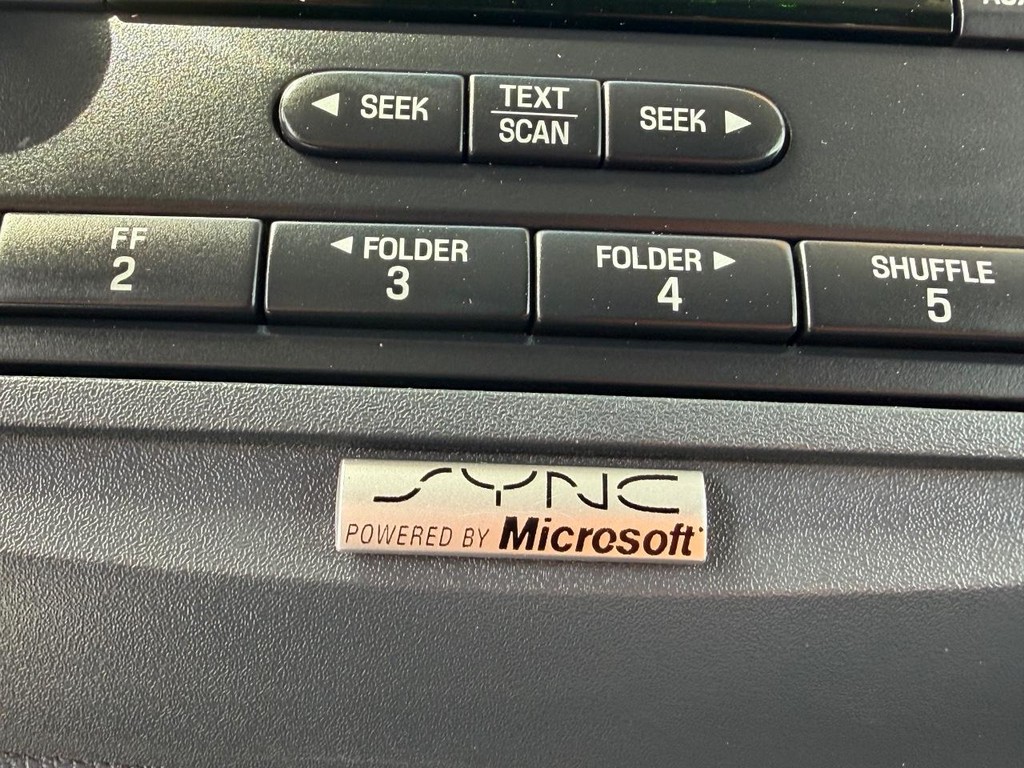 ◄ SEEK
TEXT
SCAN
SEEK ►
FF
2
◄ FOLDER
3
FOLDER ►
4
SHUFFLE
5
SYNC
POWERED BY Microsoft